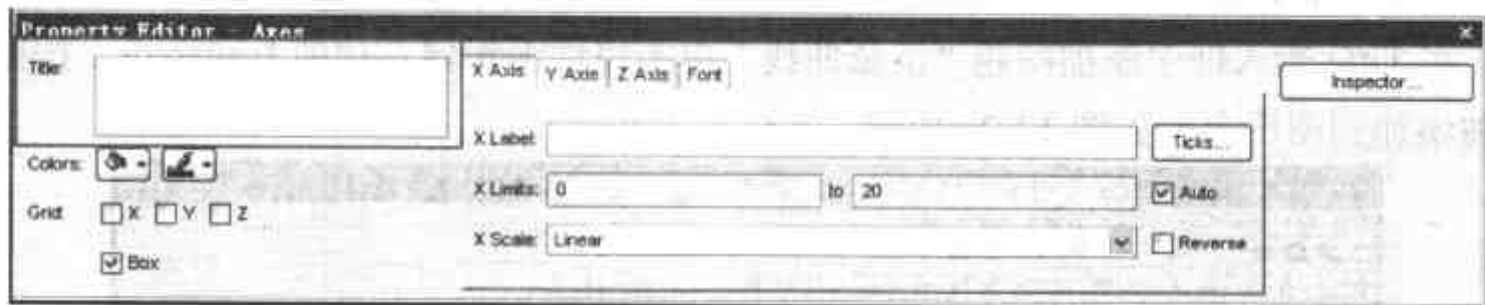 Property Editor - Axes
Title:
X Axis Y Axis Z Axis Font
Inspector...
X Label:
Ticks...
Colors:
X Limits: 0 to 20
Auto
Grid: X Y Z
X Scale: Linear
Reverse
Box